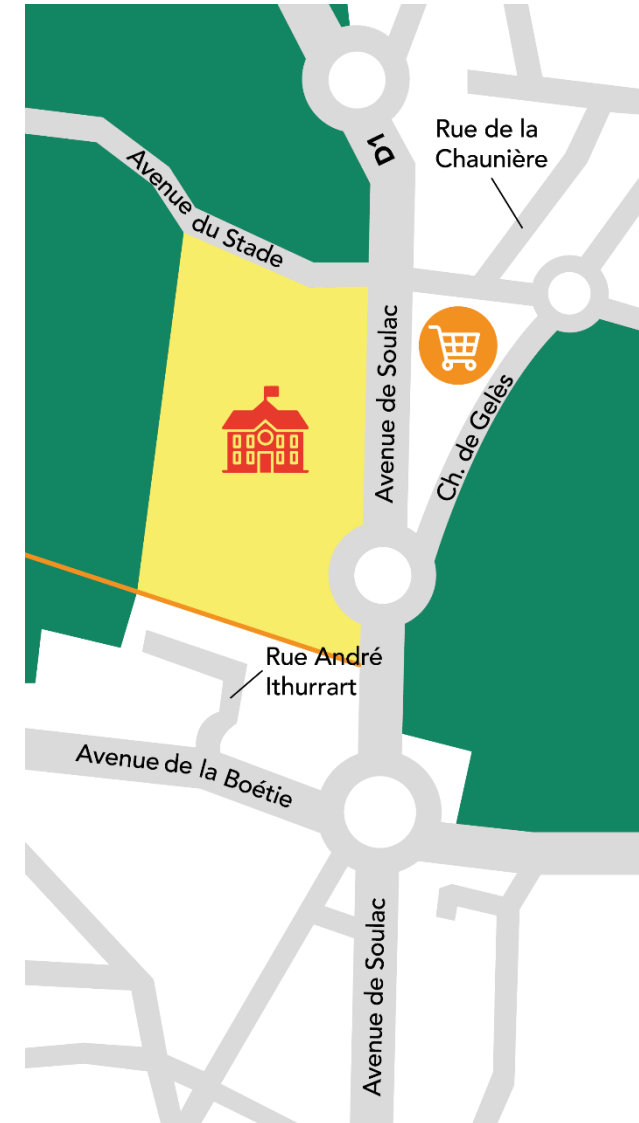 D1
Rue de la
Chaunière
Avenue du Stade
Avenue de Soulac
Ch. de Gelès
Rue André
Ithurrart
Avenue de la Boétie
Avenue de Soulac